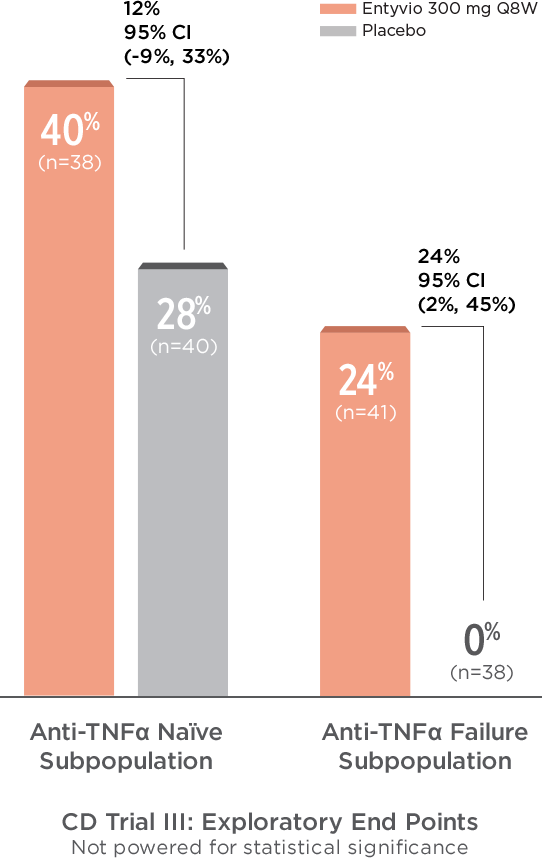 12%
95% CI
(-9%, 33%)
Entyvio 300 mg Q8W
Placebo
40%
(n=38)
28%
(n=40)
24%
95% CI
(2%, 45%)
24%
(n=41)
0%
(n=38)
Anti-TNFα Naïve
Subpopulation
Anti-TNFα Failure
Subpopulation
CD Trial III: Exploratory End Points
Not powered for statistical significance